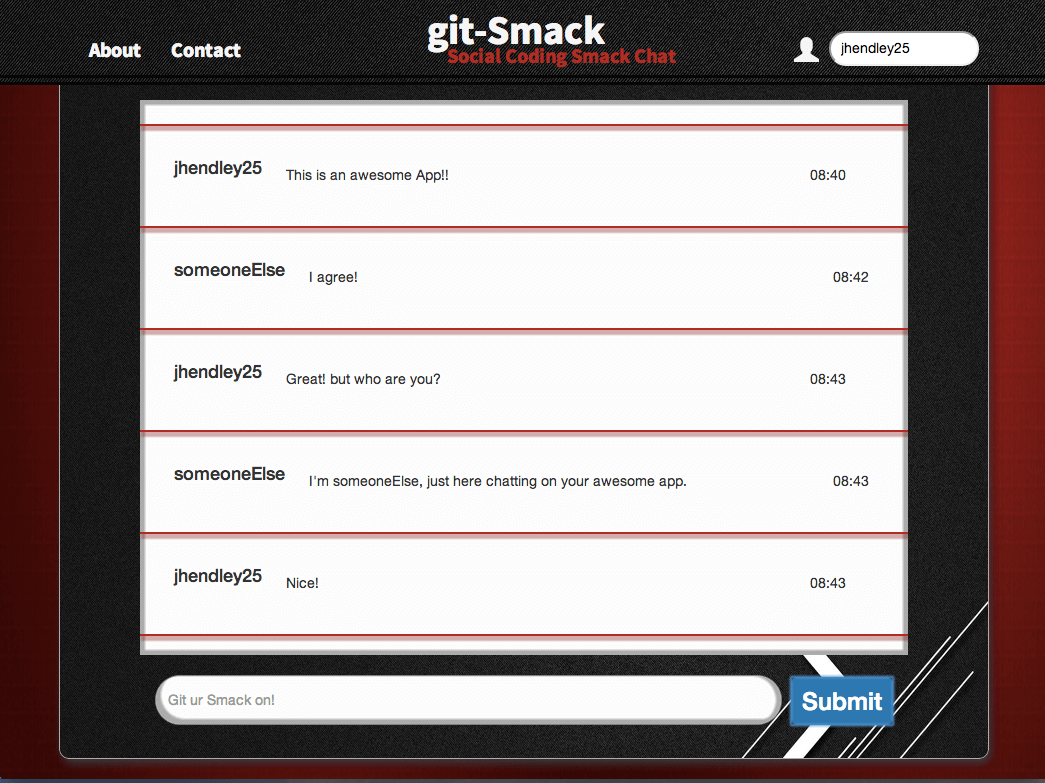 git-Smack
About Contact Social Coding Smack Chat jhendley25
jhendley25 This is an awesome App!! 08:40
someoneElse I agree! 08:42
jhendley25 Great! but who are you? 08:43
someoneElse I'm someoneElse, just here chatting on your awesome app. 08:43
jhendley25 Nice! 08:43
Git ur Smack on! Submit